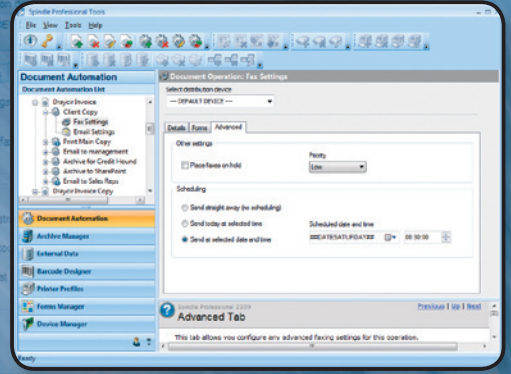 Spindle Professional Tools
File View Tools Help
Document Automation
Document Automation List
Draycir Invoice
Client Copy
Fax Settings
Email Settings
Print Main Copy
Email to management
Archive for Credit Hound
Archive to SharePoint
Email to Sales Reps
Draycir Invoice Copy
Document Automation
Archive Manager
External Data
Barcode Designer
Printer Profiles
Forms Manager
Device Manager
Ready
Document Operation: Fax Settings
Select distribution device
--- DEFAULT DEVICE ---
Details Forms Advanced
Other settings
Place faxes on hold
Priority
Low
Scheduling
Send straight away (no scheduling)
Send today at selected time
Send at selected date and time
Scheduled date and time
08:30:00
Spindle Professional 2009
Previous | Up | Next
Advanced Tab
This tab allows you configure any advanced faxing settings for this operation.